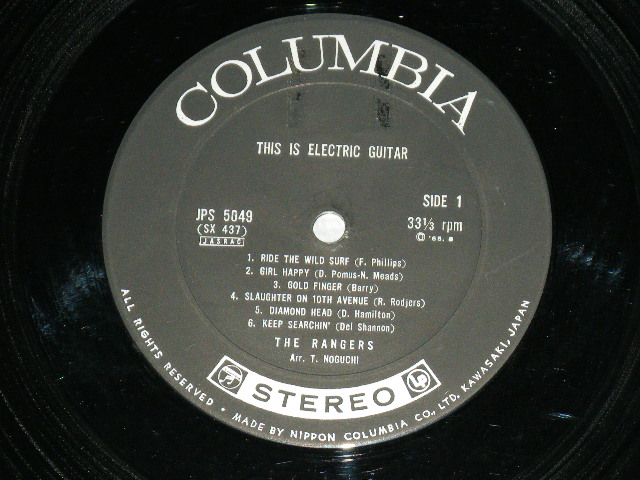 COLUMBIA
THIS IS ELECTRIC GUITAR
JPS 5049
(SX 437)
JASRAC
SIDE 1
33⅓ rpm
1. RIDE THE WILD SURF (F. Phillips)
2. GIRL HAPPY (D. Pomus-N. Meads)
3. GOLD FINGER (Barry)
4. SLAUGHTER ON 10TH AVENUE (R. Rodjers)
5. DIAMOND HEAD (D. Hamilton)
6. KEEP SEARCHIN' (Del Shannon)
THE RANGERS
Arr. T. NOGUCHI
STEREO
LP
ALL RIGHTS RESERVED • MADE BY NIPPON COLUMBIA CO., LTD. KAWASAKI, JAPAN